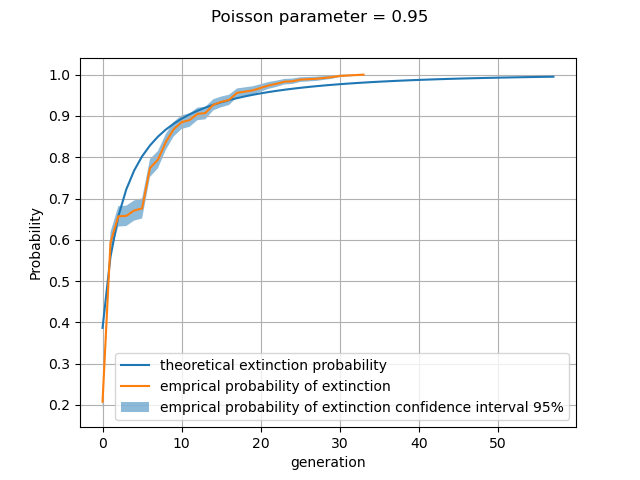 Poisson parameter = 0.95
1.0
0.9
0.8
0.7
0.6
0.5
0.4
0.3
0.2
Probability
theoretical extinction probability
emprical probability of extinction
emprical probability of extinction confidence interval 95%
0 10 20 30 40 50
generation